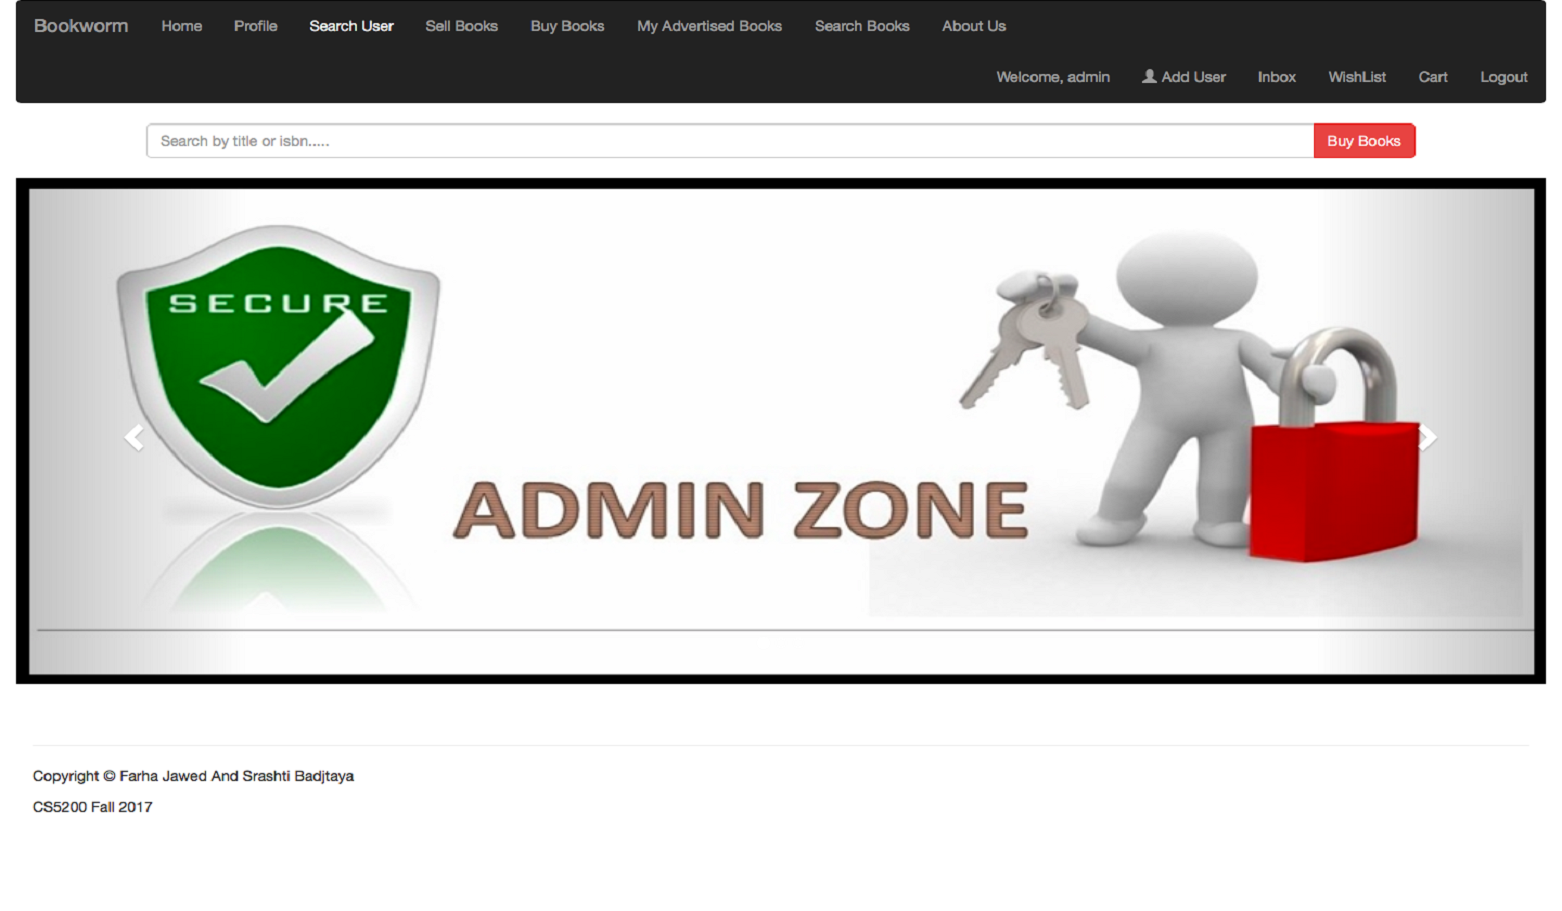 Bookworm Home Profile Search User Sell Books Buy Books My Advertised Books Search Books About Us
Welcome, admin Add User Inbox WishList Cart Logout
Search by title or isbn..... Buy Books
SECURE
ADMIN ZONE
Copyright © Farha Jawed And Srashti Badjtaya
CS5200 Fall 2017